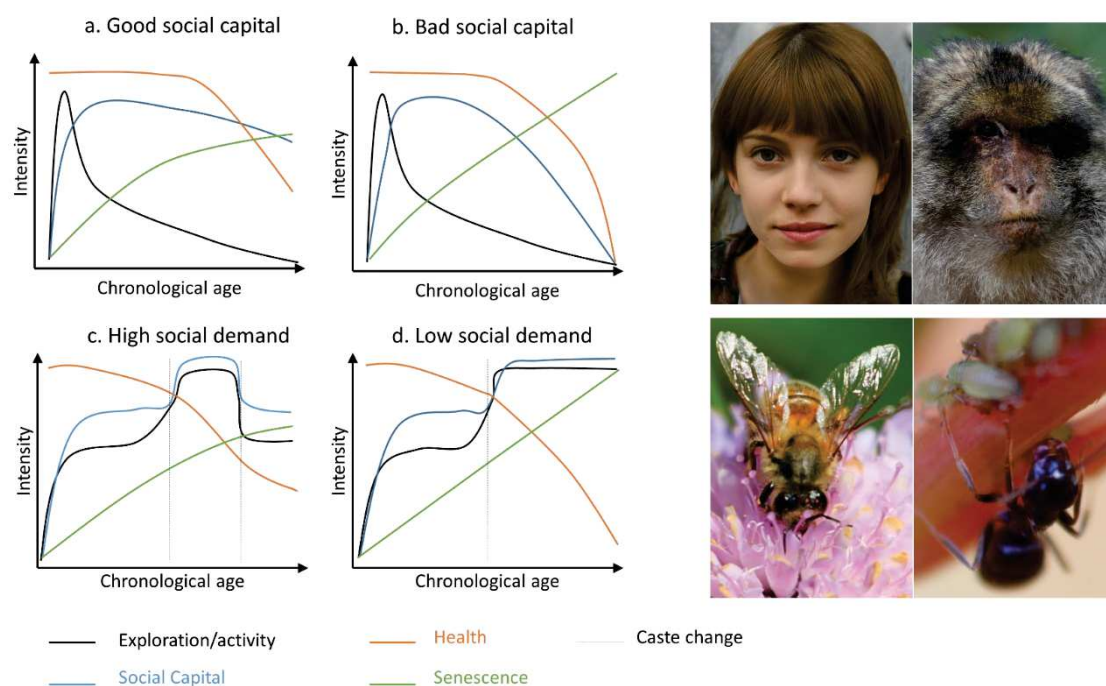 a. Good social capital
b. Bad social capital
Intensity
Intensity
Chronological age
Chronological age
c. High social demand
d. Low social demand
Intensity
Intensity
Chronological age
Chronological age
Exploration/activity
Health
Caste change
Social Capital
Senescence